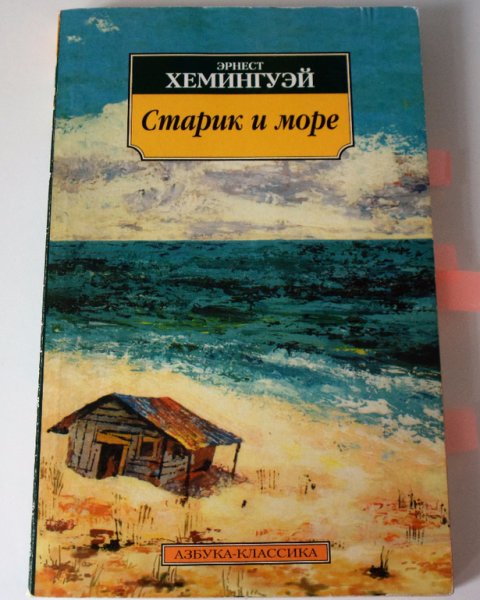 ЭРНЕСТ
ХЕМИНГУЭЙ
Старик и море
АЗБУКА-КЛАССИКА